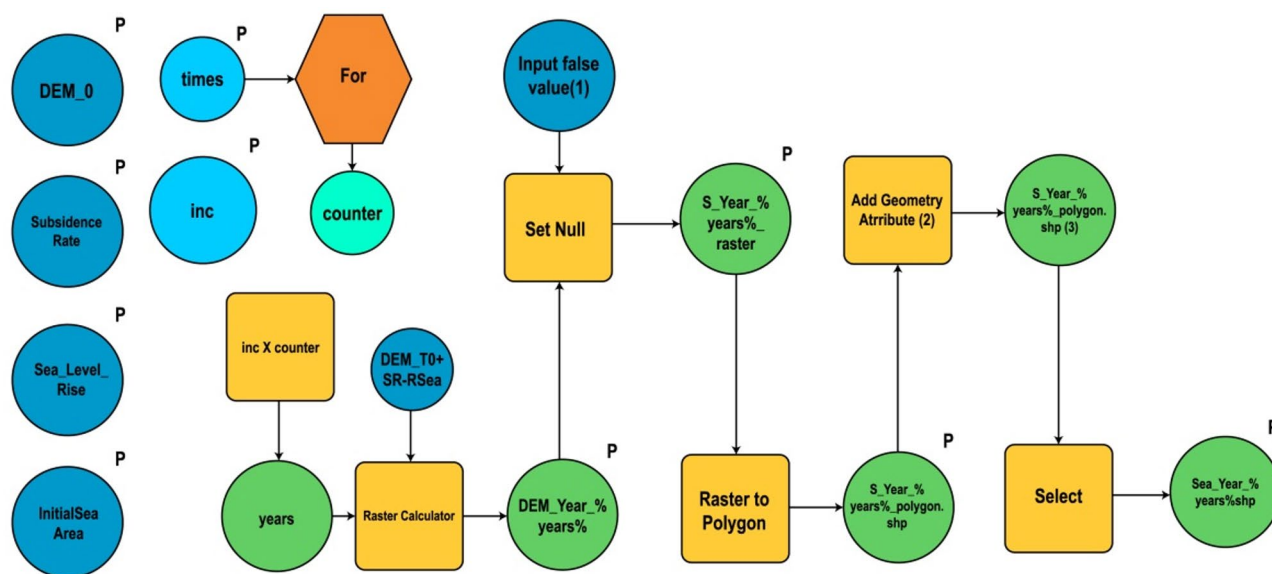 P
DEM_0
P
times
For
P
Subsidence
Rate
P
inc
counter
P
Sea_Level_
Rise
P
InitialSea
Area
inc X counter
years
DEM_T0+
SR-RSea
Raster Calculator
P
DEM_Year_%
years%
Input false
value(1)
Set Null
P
S_Year_%
years%_
raster
Raster to
Polygon
P
S_Year_%
years%_polygon.
shp
Add Geometry
Atrribute (2)
S_Year_%
years%_polygon.
shp (3)
Select
P
Sea_Year_%
years%shp